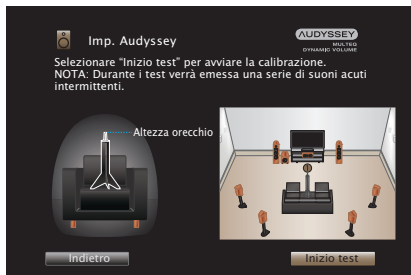 Imp. Audyssey
AUDYSSEY
MULTEQ
DYNAMIC VOLUME
Selezionare “Inizio test” per avviare la calibrazione.
NOTA: Durante i test verrà emessa una serie di suoni acuti
intermittenti.
Altezza orecchio
Indietro
Inizio test